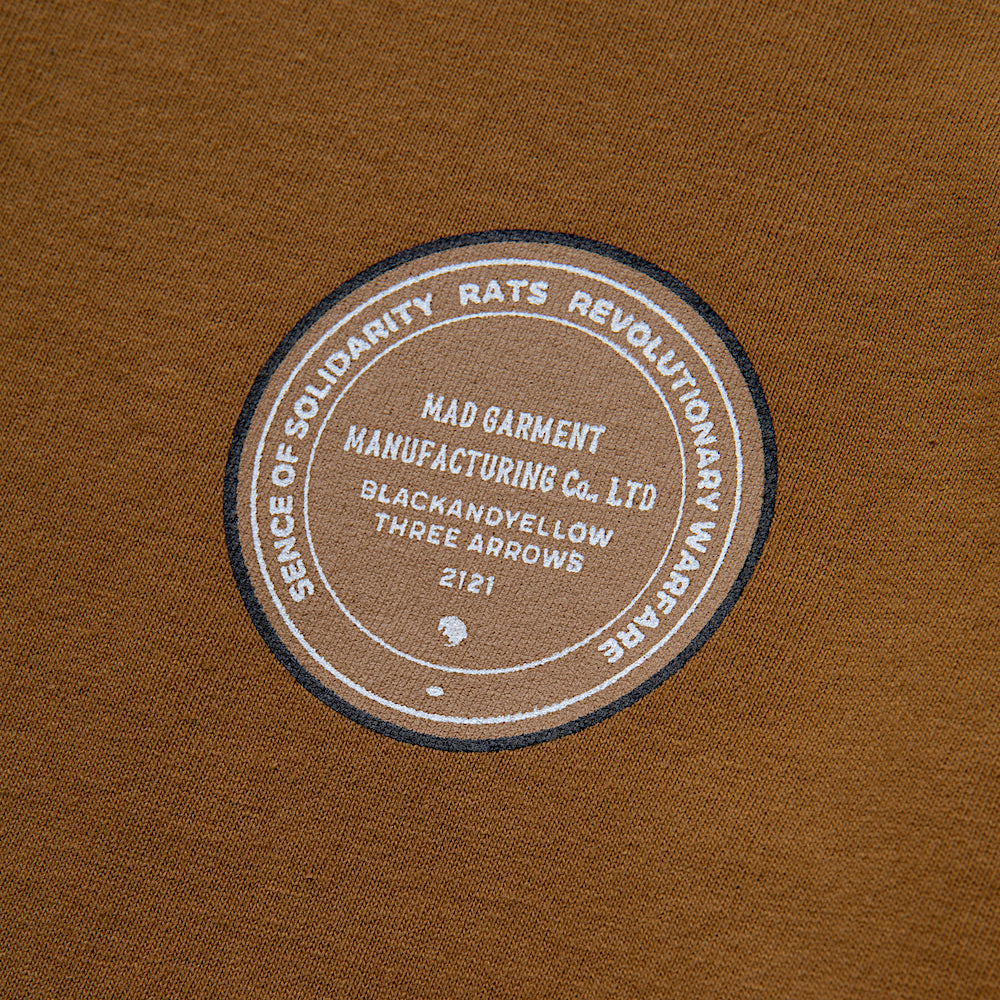 SENCE OF SOLIDARITY RATS REVOLUTIONARY WARFARE
MAD GARMENT
MANUFACTURING Co., LTD
BLACKANDYELLOW
THREE ARROWS
2121